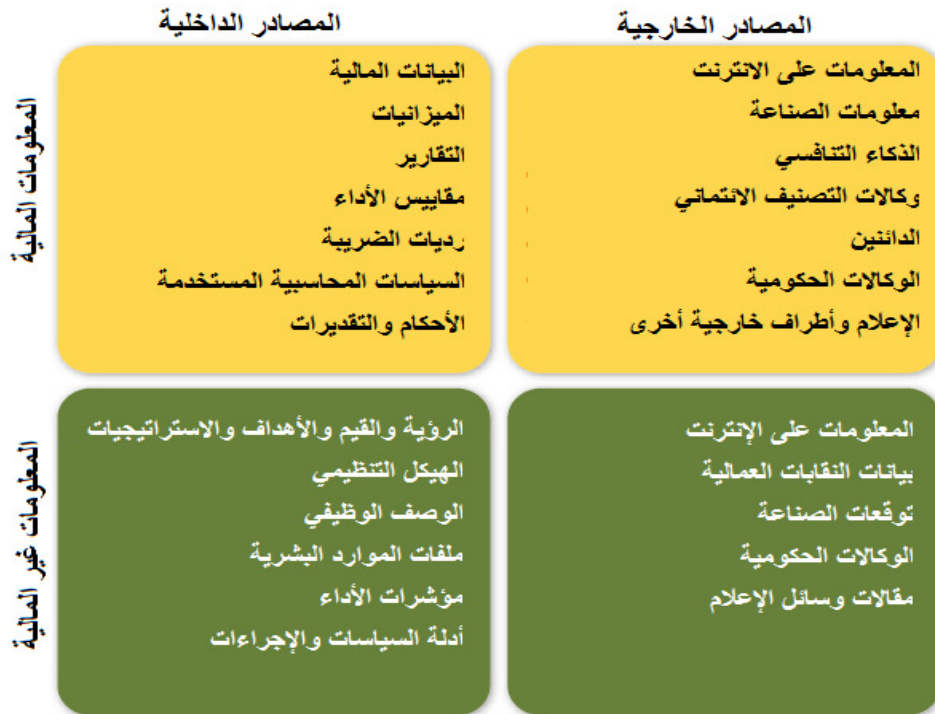 المصادر الخارجية
المصادر الداخلية
المعلومات المالية
المعلومات على الانترنت
معلومات الصناعة
الذكاء التنافسي
وكالات التصنيف الائتماني
الدائنين
الوكالات الحكومية
الإعلام وأطراف خارجية أخرى
البيانات المالية
الميزانيات
التقارير
مقاييس الأداء
رديات الضريبة
السياسات المحاسبية المستخدمة
الأحكام والتقديرات
المعلومات غير المالية
المعلومات على الإنترنت
بيانات النقابات العمالية
توقعات الصناعة
الوكالات الحكومية
مقالات وسائل الإعلام
الرؤية والقيم والأهداف والاستراتيجيات
الهيكل التنظيمي
الوصف الوظيفي
ملفات الموارد البشرية
مؤشرات الأداء
أدلة السياسات والإجراءات